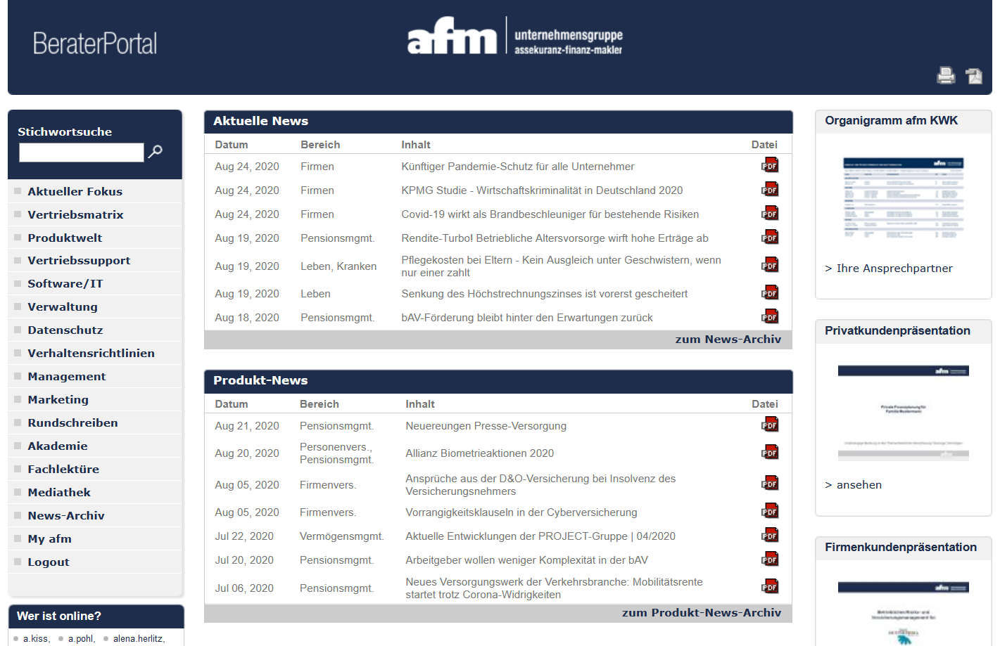 BeraterPortal
afm
unternehmensgruppe
assekuranz-finanz-makler
Stichwortsuche
Aktueller Fokus
Vertriebsmatrix
Produktwelt
Vertriebssupport
Software/IT
Verwaltung
Datenschutz
Verhaltensrichtlinien
Management
Marketing
Rundschreiben
Akademie
Fachlektüre
Mediathek
News-Archiv
My afm
Logout
Wer ist online?
a.kiss, a.pohl, alena.herlitz,
Aktuelle News
Datum Bereich Inhalt Datei
Aug 24, 2020 Firmen Künftiger Pandemie-Schutz für alle Unternehmer PDF
Aug 24, 2020 Firmen KPMG Studie - Wirtschaftskriminalität in Deutschland 2020 PDF
Aug 24, 2020 Firmen Covid-19 wirkt als Brandbeschleuniger für bestehende Risiken PDF
Aug 19, 2020 Pensionsmgmt. Rendite-Turbo! Betriebliche Altersvorsorge wirft hohe Erträge ab PDF
Aug 19, 2020 Leben, Kranken Pflegekosten bei Eltern - Kein Ausgleich unter Geschwistern, wenn
nur einer zahlt PDF
Aug 19, 2020 Leben Senkung des Höchstrechnungszinses ist vorerst gescheitert PDF
Aug 18, 2020 Pensionsmgmt. bAV-Förderung bleibt hinter den Erwartungen zurück PDF
zum News-Archiv
Produkt-News
Datum Bereich Inhalt Datei
Aug 21, 2020 Pensionsmgmt. Neuereungen Presse-Versorgung PDF
Aug 20, 2020 Personenvers.,
Pensionsmgmt. Allianz Biometrieaktionen 2020 PDF
Aug 05, 2020 Firmenvers. Ansprüche aus der D&O-Versicherung bei Insolvenz des
Versicherungsnehmers PDF
Aug 05, 2020 Firmenvers. Vorrangigkeitsklauseln in der Cyberversicherung PDF
Jul 22, 2020 Vermögensmgmt. Aktuelle Entwicklungen der PROJECT-Gruppe | 04/2020 PDF
Jul 20, 2020 Pensionsmgmt. Arbeitgeber wollen weniger Komplexität in der bAV PDF
Jul 06, 2020 Pensionsmgmt. Neues Versorgungswerk der Verkehrsbranche: Mobilitätsrente
startet trotz Corona-Widrigkeiten PDF
zum Produkt-News-Archiv
Organigramm afm KWK
afm
> Ihre Ansprechpartner
Privatkundenpräsentation
afm
Private Finanzplanung für
Familie Mustermann
> ansehen
Firmenkundenpräsentation
afm